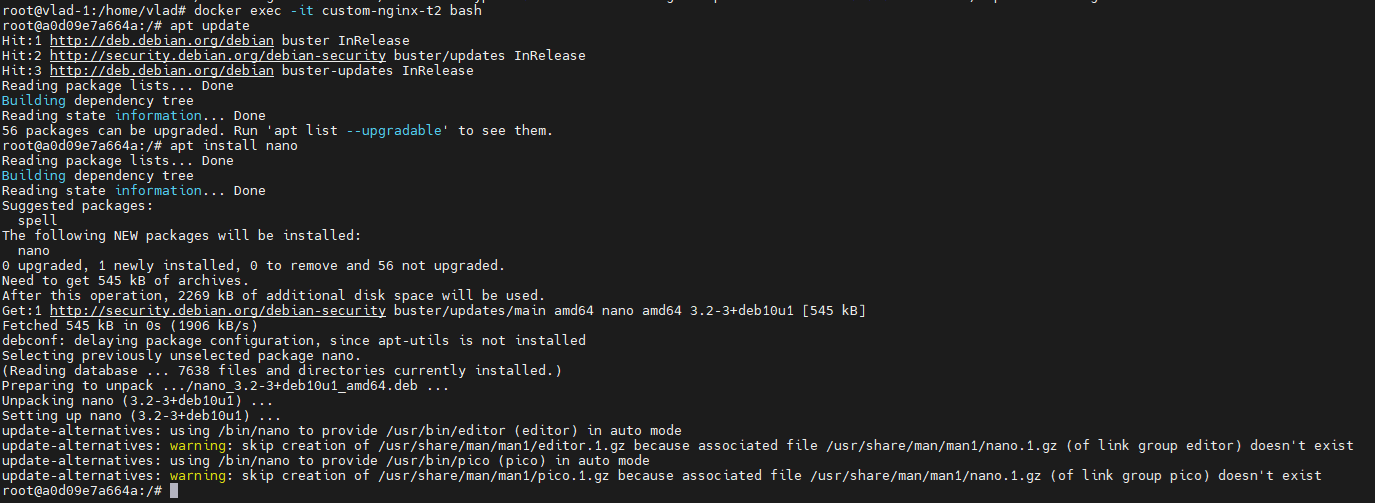 root@vlad-1:/home/vlad# docker exec -it custom-nginx-t2 bash
root@a0d09e7a664a:/# apt update
Hit:1 http://deb.debian.org/debian buster InRelease
Hit:2 http://security.debian.org/debian-security buster/updates InRelease
Hit:3 http://deb.debian.org/debian buster-updates InRelease
Reading package lists... Done
Building dependency tree
Reading state information... Done
56 packages can be upgraded. Run 'apt list --upgradable' to see them.
root@a0d09e7a664a:/# apt install nano
Reading package lists... Done
Building dependency tree
Reading state information... Done
Suggested packages:
  spell
The following NEW packages will be installed:
  nano
0 upgraded, 1 newly installed, 0 to remove and 56 not upgraded.
Need to get 545 kB of archives.
After this operation, 2269 kB of additional disk space will be used.
Get:1 http://security.debian.org/debian-security buster/updates/main amd64 nano amd64 3.2-3+deb10u1 [545 kB]
Fetched 545 kB in 0s (1906 kB/s)
debconf: delaying package configuration, since apt-utils is not installed
Selecting previously unselected package nano.
(Reading database ... 7638 files and directories currently installed.)
Preparing to unpack .../nano_3.2-3+deb10u1_amd64.deb ...
Unpacking nano (3.2-3+deb10u1) ...
Setting up nano (3.2-3+deb10u1) ...
update-alternatives: using /bin/nano to provide /usr/bin/editor (editor) in auto mode
update-alternatives: warning: skip creation of /usr/share/man/man1/editor.1.gz because associated file /usr/share/man/man1/nano.1.gz (of link group editor) doesn't exist
update-alternatives: using /bin/nano to provide /usr/bin/pico (pico) in auto mode
update-alternatives: warning: skip creation of /usr/share/man/man1/pico.1.gz because associated file /usr/share/man/man1/nano.1.gz (of link group pico) doesn't exist
root@a0d09e7a664a:/#